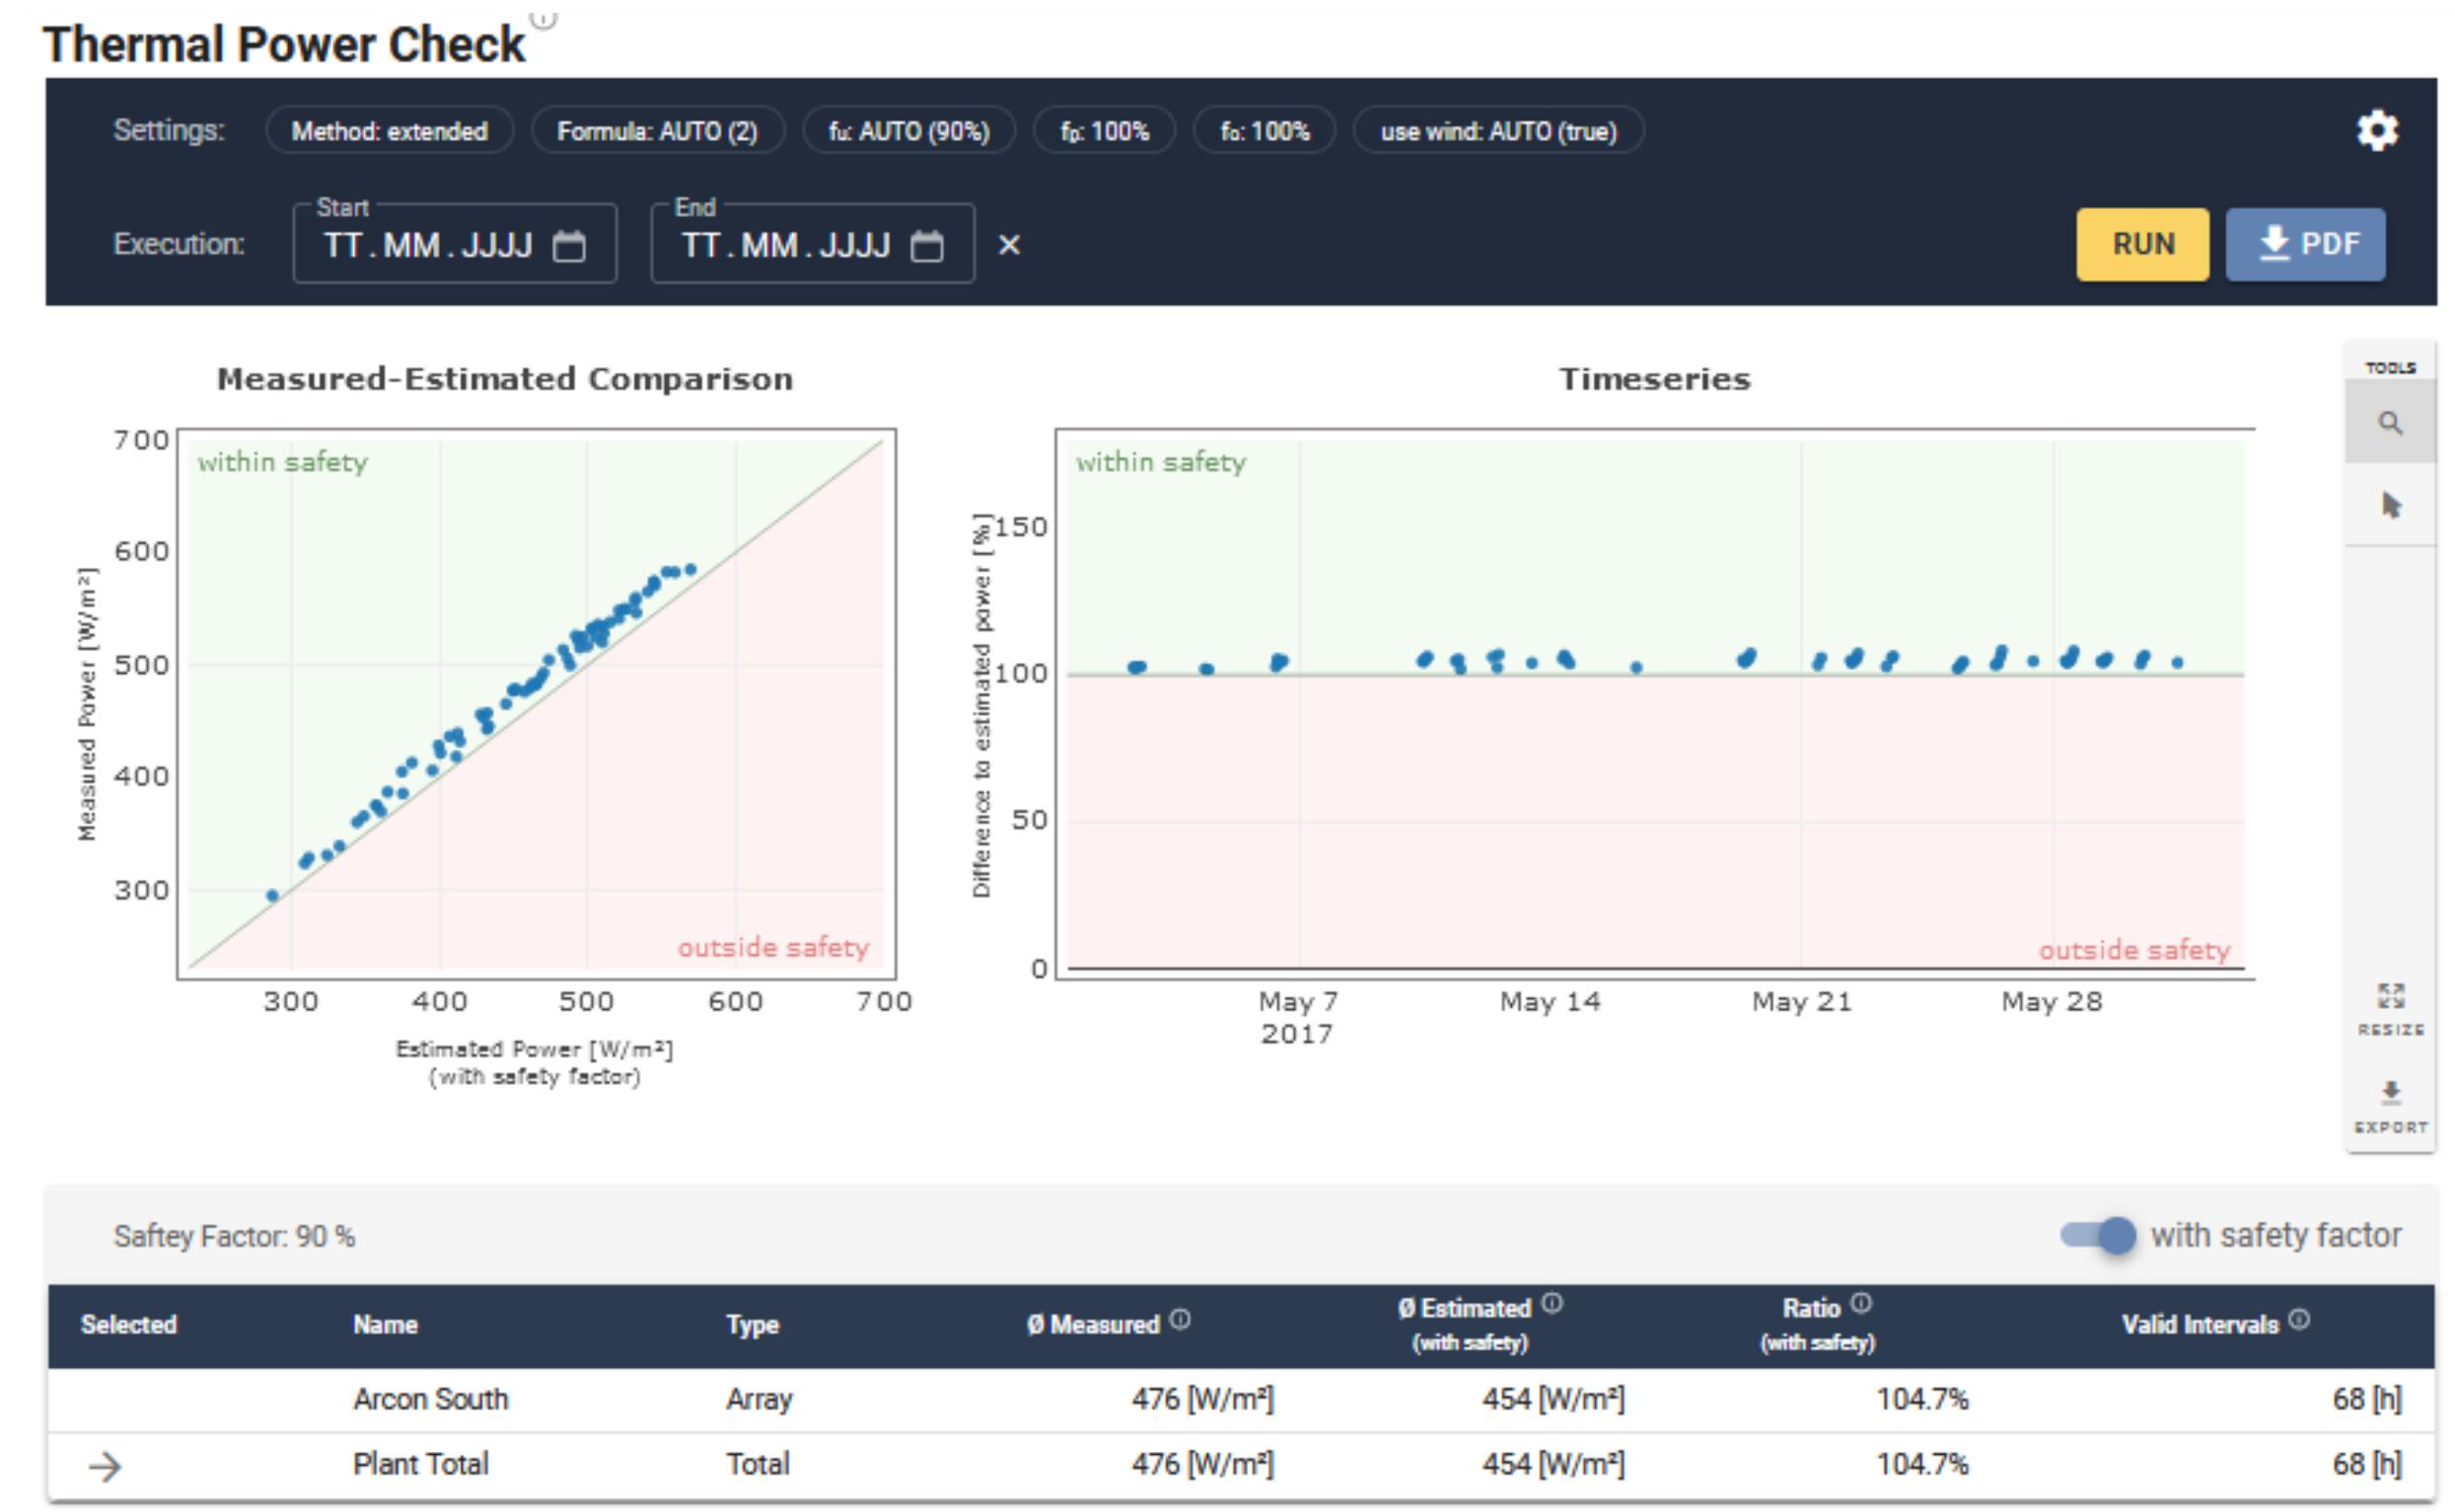 Thermal Power Check
Settings: Method: extended Formula: AUTO (2) fᵤ: AUTO (90%) fₚ: 100% fₒ: 100% use wind: AUTO (true)
Start End
Execution: TT.MM.JJJJ TT.MM.JJJJ × RUN PDF
Measured-Estimated Comparison
700
600
500
400
300
Measured Power [W/m²]
within safety
outside safety
300 400 500 600 700
Estimated Power [W/m²]
(with safety factor)
Timeseries
Difference to estimated power [%]
150
100
50
0
within safety
outside safety
May 7 May 14 May 21 May 28
2017
TOOLS
RESIZE
EXPORT
Saftey Factor: 90 % with safety factor
Selected Name Type Ø Measured Ø Estimated Ratio Valid Intervals
(with safety) (with safety)
Arcon South Array 476 [W/m²] 454 [W/m²] 104.7% 68 [h]
Plant Total Total 476 [W/m²] 454 [W/m²] 104.7% 68 [h]